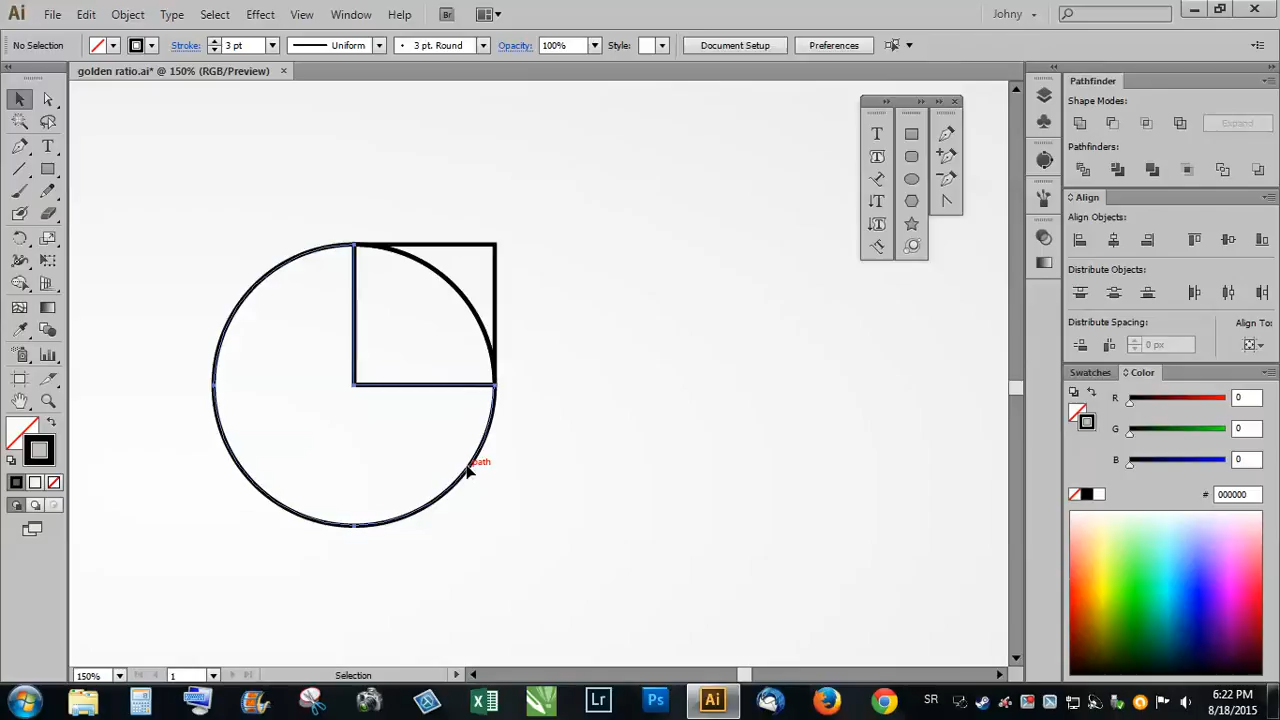 Ai File Edit Object Type Select Effect View Window Help Br Johny
No Selection Stroke: 3 pt Uniform 3 pt. Round Opacity: 100% Style: Document Setup Preferences
golden ratio.ai* @ 150% (RGB/Preview)
Pathfinder
Shape Modes:
Expand
Pathfinders:
Align
Align Objects:
Distribute Objects:
Distribute Spacing: Align To:
0 px
Swatches Color
R 0
G 0
B 0
# 000000
path
150% 1 Selection
Lr Ps Ai SR 6:22 PM
8/18/2015